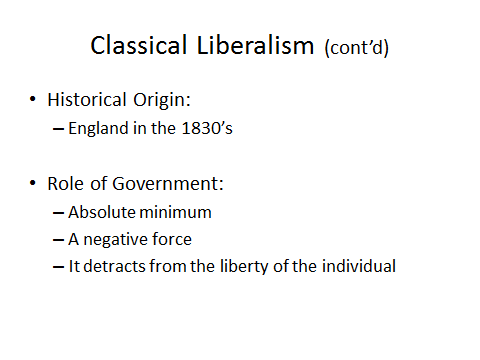 Classical Liberalism (cont’d)
• Historical Origin:
– England in the 1830’s
• Role of Government:
– Absolute minimum
– A negative force
– It detracts from the liberty of the individual